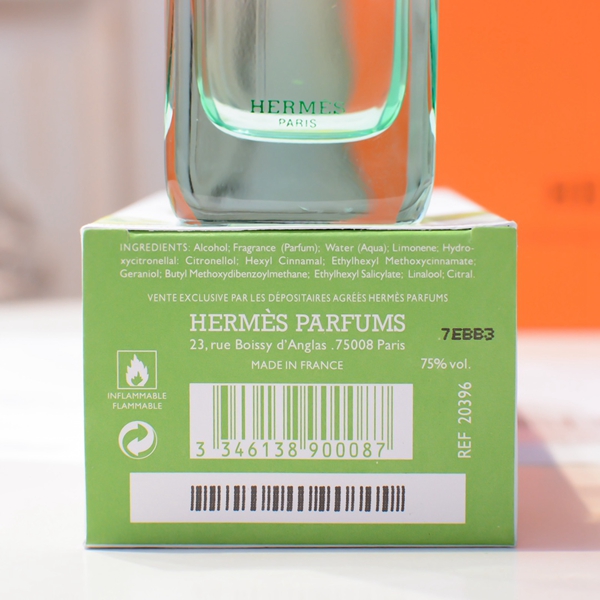 HERMES
PARIS
INGREDIENTS: Alcohol; Fragrance (Parfum); Water (Aqua); Limonene; Hydro-
xycitronellal; Citronellol; Hexyl Cinnamal; Ethylhexyl Methoxycinnamate;
Geraniol; Butyl Methoxydibenzoylmethane; Ethylhexyl Salicylate; Linalool; Citral.
VENTE EXCLUSIVE PAR LES DÉPOSITAIRES AGRÉÉS HERMÈS PARFUMS
HERMÈS PARFUMS
7EBB3
23, rue Boissy d'Anglas .75008 Paris
MADE IN FRANCE
75% vol.
INFLAMMABLE
FLAMMABLE
REF 20396
3 346138 900087